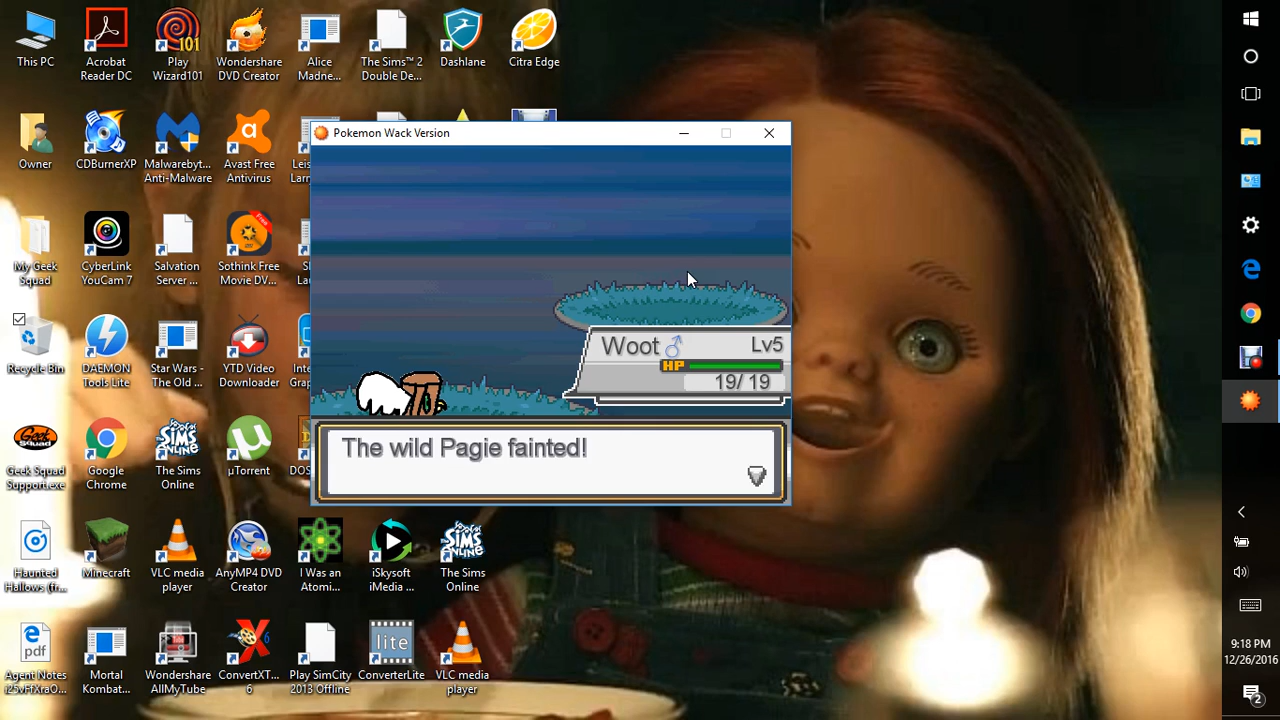 This PC
Acrobat
Reader DC
Play
Wizard101
Wondershare
DVD Creator
Alice
Madne...
The Sims™ 2
Double De...
Dashlane
Citra Edge
Owner
CDBurnerXP
Malwarebyt...
Anti-Malware
Avast Free
Antivirus
Pokemon Wack Version
My Geek
Squad
CyberLink
YouCam 7
Salvation
Server ...
Free
Sothink Free
Movie DV...
Woot♂ Lv5
HP
19/ 19
Recycle Bin
DAEMON
Tools Lite
Star Wars -
The Old ...
YTD Video
Downloader
The wild Pagie fainted!
Geek Squad
Geek Squad
Support.exe
Google
Chrome
The Sims
Online
µTorrent
Haunted
Hallows (fr...
Minecraft
VLC media
player
AnyMP4 DVD
Creator
I Was an
Atomi...
iSkysoft
iMedia ...
The Sims
Online
pdf
Agent Notes
Mortal
Kombat...
Wondershare
AllMyTube
ConvertXT...
6
Play SimCity
2013 Offline
lite
ConverterLite
VLC media
player
9:18 PM
12/26/2016
2